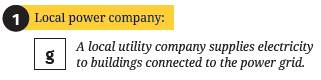 1 Local power company:
g
A local utility company supplies electricity
to buildings connected to the power grid.